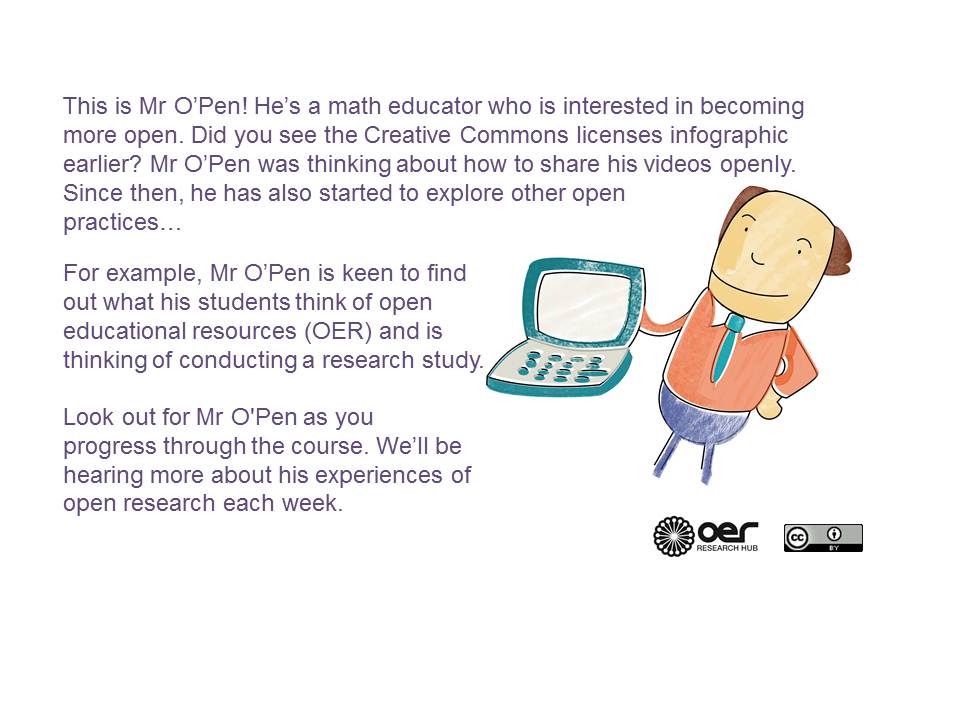 This is Mr O’Pen! He’s a math educator who is interested in becoming
more open. Did you see the Creative Commons licenses infographic
earlier? Mr O’Pen was thinking about how to share his videos openly.
Since then, he has also started to explore other open
practices…
For example, Mr O’Pen is keen to find
out what his students think of open
educational resources (OER) and is
thinking of conducting a research study.
Look out for Mr O'Pen as you
progress through the course. We’ll be
hearing more about his experiences of
open research each week.
oer
RESEARCH HUB
cc
BY